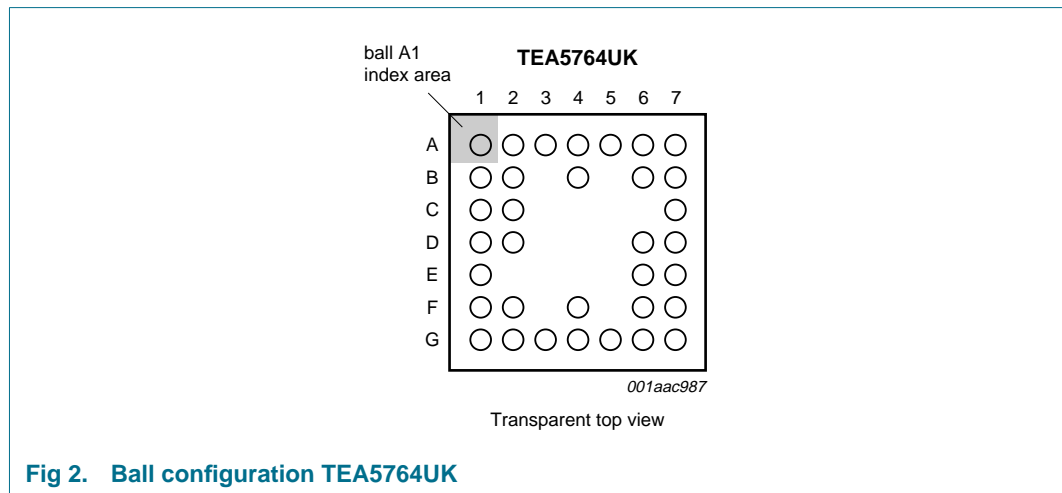 ball A1
index area
TEA5764UK
1 2 3 4 5 6 7
A
B
C
D
E
F
G
001aac987
Transparent top view
Fig 2. Ball configuration TEA5764UK